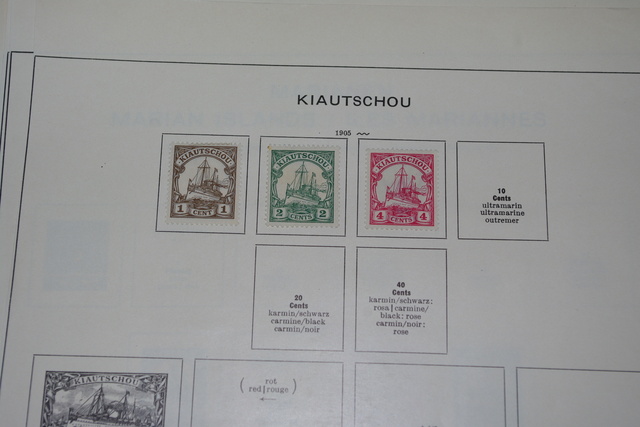 KIAUTSCHOU
1905
KIAUTSCHOU
1 CENT 1
KIAUTSCHOU
2 CENTS 2
KIAUTSCHOU
4 CENTS 4
10
Cents
ultramarin
ultramarine
outremer
20
Cents
karmin/schwarz
carmine/black
carmin/noir
40
Cents
karmin/schwarz:
rosa|carmine/
black: rose
carmin/noir:
rose
KIAUTSCHOU
( rot
red|rouge )
←